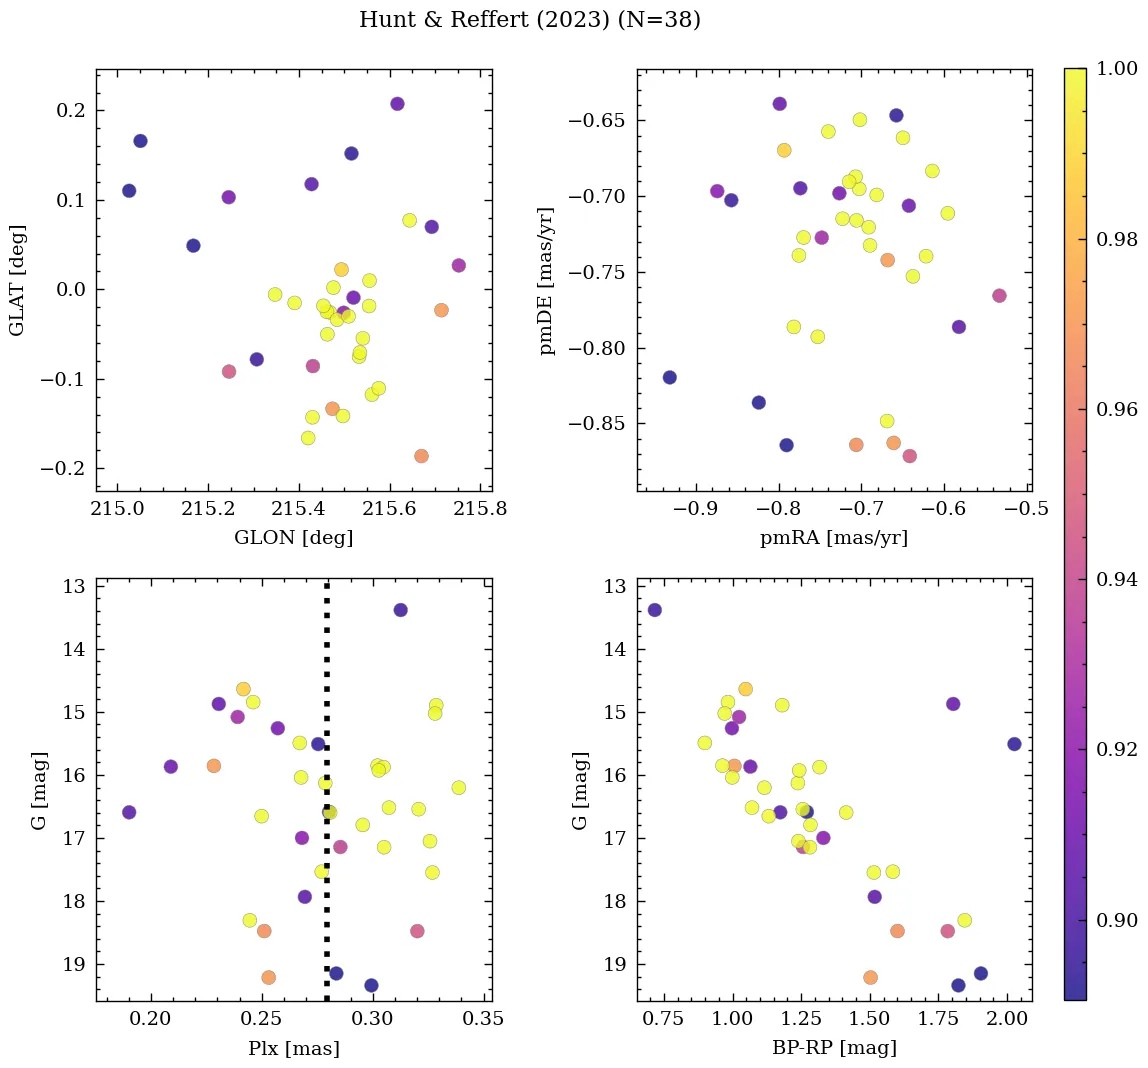 Hunt & Reffert (2023) (N=38)
0.2
0.1
0.0
−0.1
−0.2
GLAT [deg]
215.0 215.2 215.4 215.6 215.8
GLON [deg]
−0.65
−0.70
−0.75
−0.80
−0.85
pmDE [mas/yr]
−0.9 −0.8 −0.7 −0.6 −0.5
pmRA [mas/yr]
13
14
15
16
17
18
19
G [mag]
0.20 0.25 0.30 0.35
Plx [mas]
13
14
15
16
17
18
19
G [mag]
0.75 1.00 1.25 1.50 1.75 2.00
BP-RP [mag]
1.00
0.98
0.96
0.94
0.92
0.90